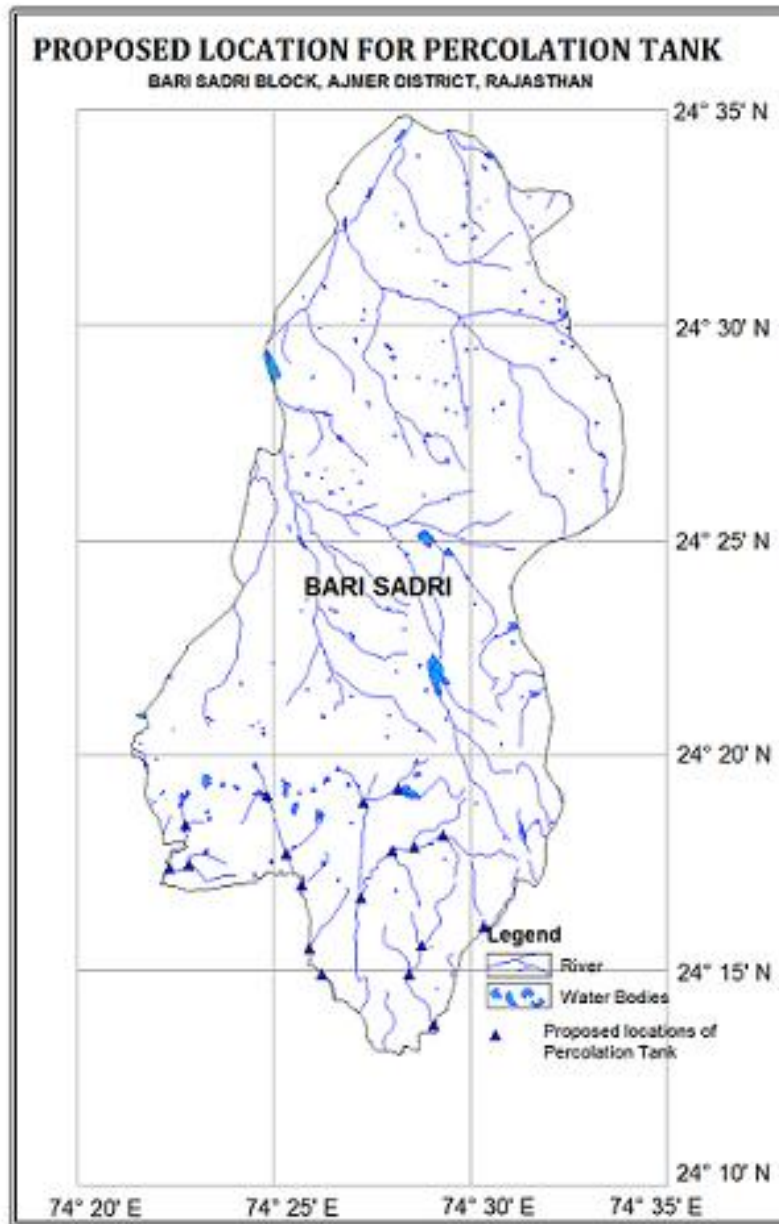 PROPOSED LOCATION FOR PERCOLATION TANK
BARI SADRI BLOCK, AJMER DISTRICT, RAJASTHAN
24° 35' N
24° 30' N
24° 25' N
BARI SADRI
24° 20' N
Legend
24° 15' N
River
Water Bodies
Proposed locations of
Percolation Tank
24° 10' N
74° 20' E 74° 25' E 74° 30' E 74° 35' E